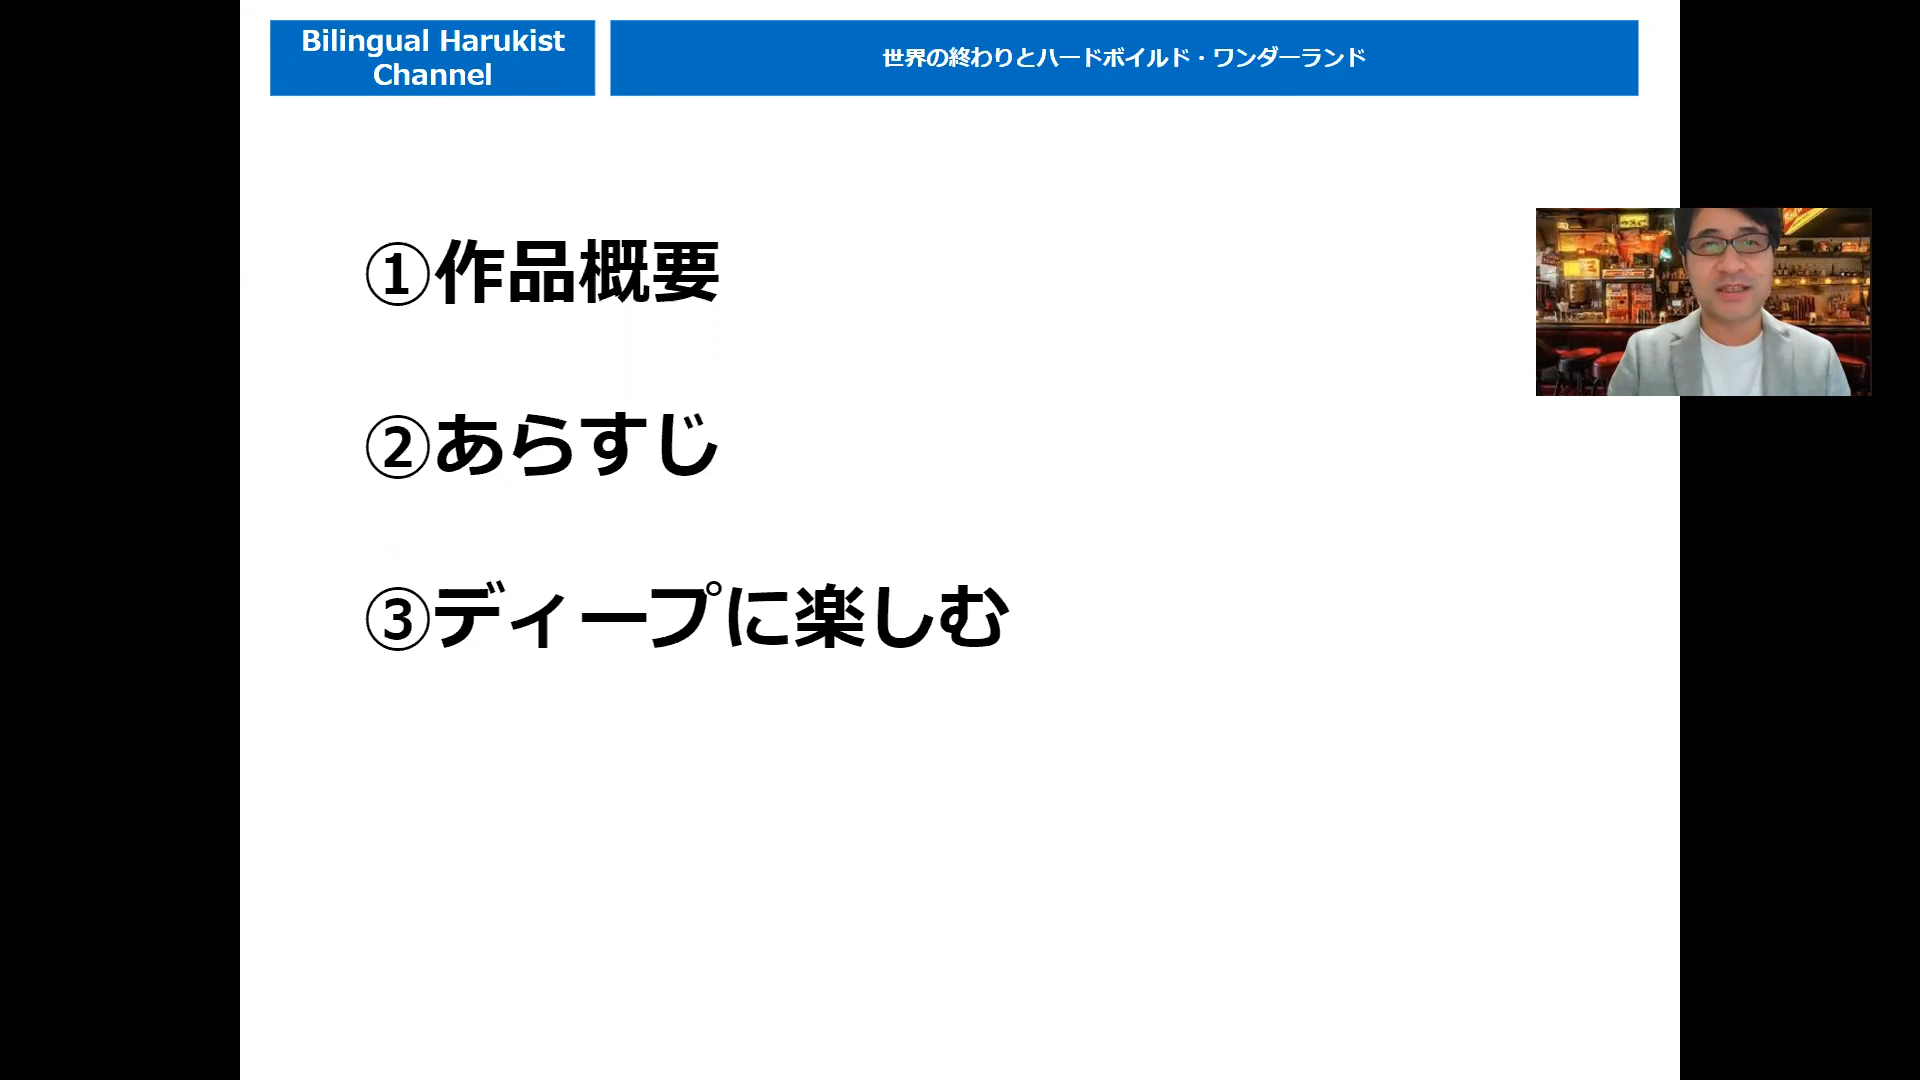 Bilingual Harukist
Channel
世界の終わりとハードボイルド・ワンダーランド
①作品概要
②あらすじ
③ディープに楽しむ